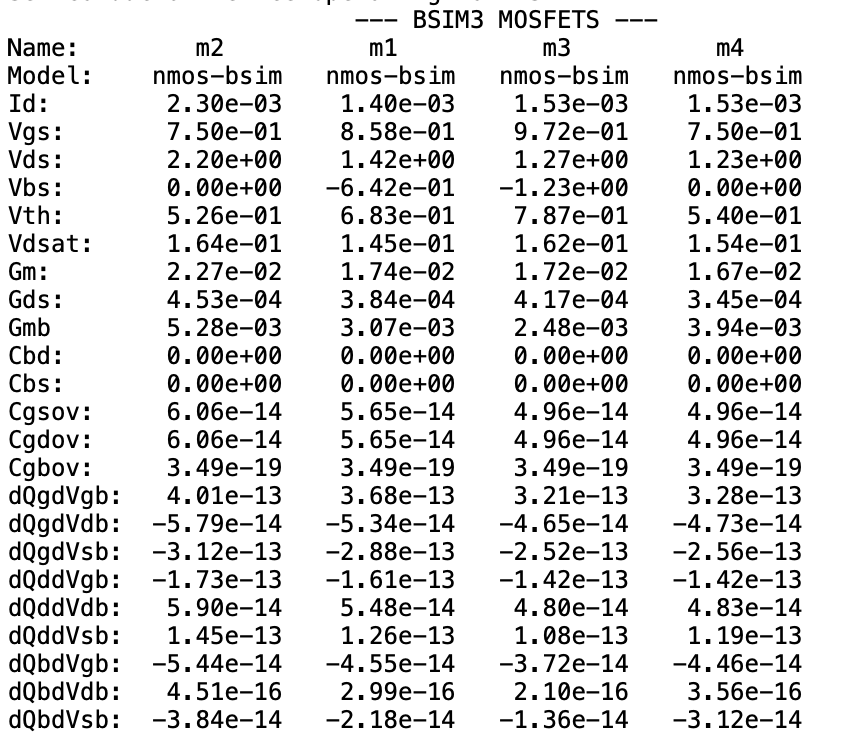 --- BSIM3 MOSFETS ---
Name: m2 m1 m3 m4
Model: nmos-bsim nmos-bsim nmos-bsim nmos-bsim
Id: 2.30e-03 1.40e-03 1.53e-03 1.53e-03
Vgs: 7.50e-01 8.58e-01 9.72e-01 7.50e-01
Vds: 2.20e+00 1.42e+00 1.27e+00 1.23e+00
Vbs: 0.00e+00 -6.42e-01 -1.23e+00 0.00e+00
Vth: 5.26e-01 6.83e-01 7.87e-01 5.40e-01
Vdsat: 1.64e-01 1.45e-01 1.62e-01 1.54e-01
Gm: 2.27e-02 1.74e-02 1.72e-02 1.67e-02
Gds: 4.53e-04 3.84e-04 4.17e-04 3.45e-04
Gmb 5.28e-03 3.07e-03 2.48e-03 3.94e-03
Cbd: 0.00e+00 0.00e+00 0.00e+00 0.00e+00
Cbs: 0.00e+00 0.00e+00 0.00e+00 0.00e+00
Cgsov: 6.06e-14 5.65e-14 4.96e-14 4.96e-14
Cgdov: 6.06e-14 5.65e-14 4.96e-14 4.96e-14
Cgbov: 3.49e-19 3.49e-19 3.49e-19 3.49e-19
dQgdVgb: 4.01e-13 3.68e-13 3.21e-13 3.28e-13
dQgdVdb: -5.79e-14 -5.34e-14 -4.65e-14 -4.73e-14
dQgdVsb: -3.12e-13 -2.88e-13 -2.52e-13 -2.56e-13
dQddVgb: -1.73e-13 -1.61e-13 -1.42e-13 -1.42e-13
dQddVdb: 5.90e-14 5.48e-14 4.80e-14 4.83e-14
dQddVsb: 1.45e-13 1.26e-13 1.08e-13 1.19e-13
dQbdVgb: -5.44e-14 -4.55e-14 -3.72e-14 -4.46e-14
dQbdVdb: 4.51e-16 2.99e-16 2.10e-16 3.56e-16
dQbdVsb: -3.84e-14 -2.18e-14 -1.36e-14 -3.12e-14